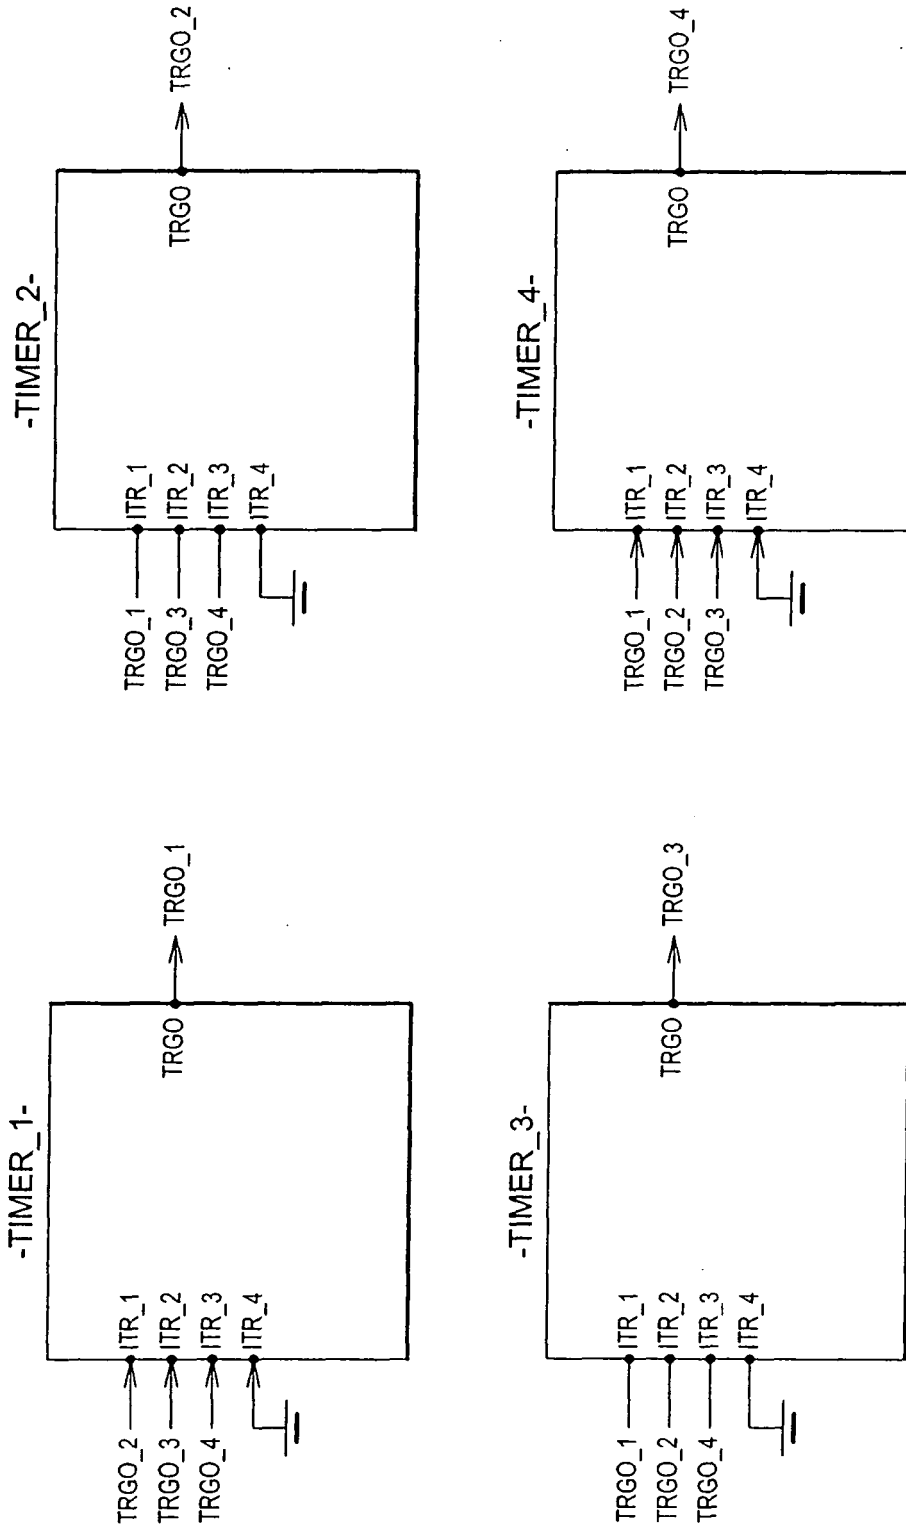 -TIMER_1-
TRGO_2 ITR_1
TRGO_3 ITR_2
TRGO_4 ITR_3
ITR_4
TRGO TRGO_1
-TIMER_2-
TRGO_1 ITR_1
TRGO_3 ITR_2
TRGO_4 ITR_3
ITR_4
TRGO TRGO_2
-TIMER_3-
TRGO_1 ITR_1
TRGO_2 ITR_2
TRGO_4 ITR_3
ITR_4
TRGO TRGO_3
-TIMER_4-
TRGO_1 ITR_1
TRGO_2 ITR_2
TRGO_3 ITR_3
ITR_4
TRGO TRGO_4